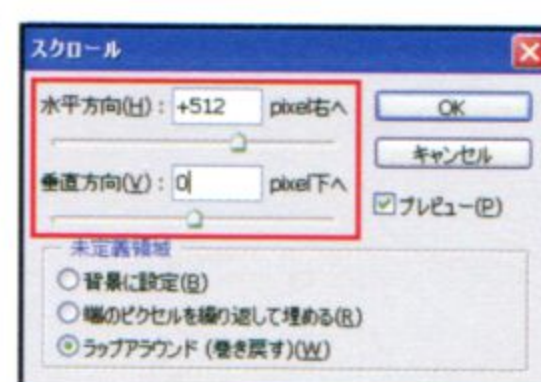 スクロール
水平方向(H): +512 pixel右へ
OK
キャンセル
垂直方向(V): 0 pixel下へ
プレビュー(P)
未定義領域
背景に設定(B)
端のピクセルを繰り返して埋める(R)
ラップアラウンド (巻き戻す)(W)